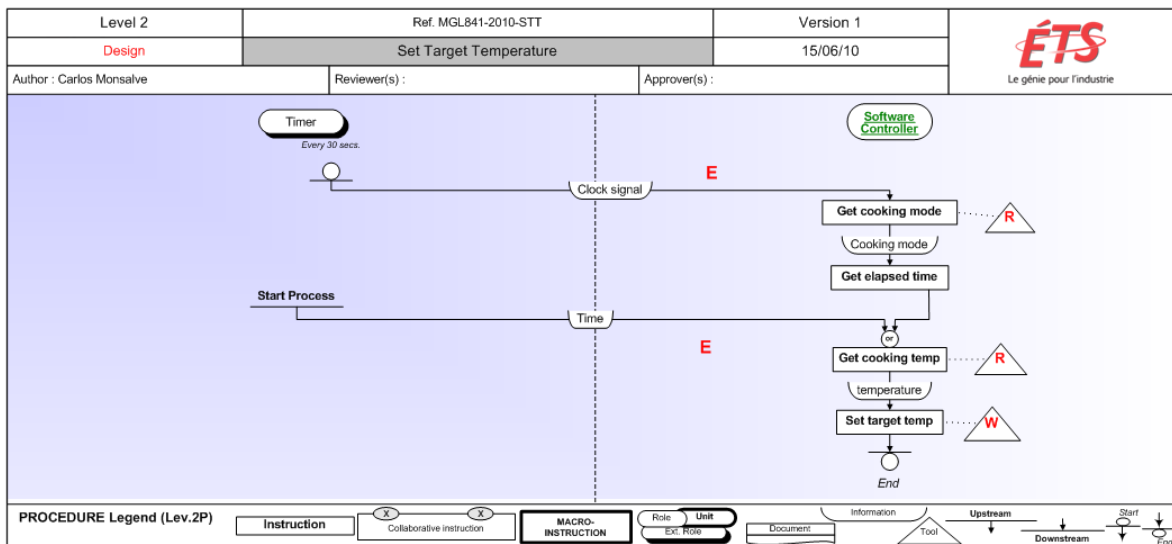 Level 2
Ref. MGL841-2010-STT
Version 1
ÉTS
Le génie pour l'industrie
Design
Set Target Temperature
15/06/10
Author : Carlos Monsalve
Reviewer(s) :
Approver(s) :
Timer
Software
Controller
Every 30 secs.
E
Clock signal
Get cooking mode
R
Cooking mode
Get elapsed time
Start Process
Time
or
E
Get cooking temp
R
temperature
Set target temp
W
End
PROCEDURE Legend (Lev.2P)
Instruction
X
X
Collaborative instruction
MACRO-
INSTRUCTION
Role
Unit
Ext. Role
Document
Information
Tool
Upstream
Downstream
Start
End